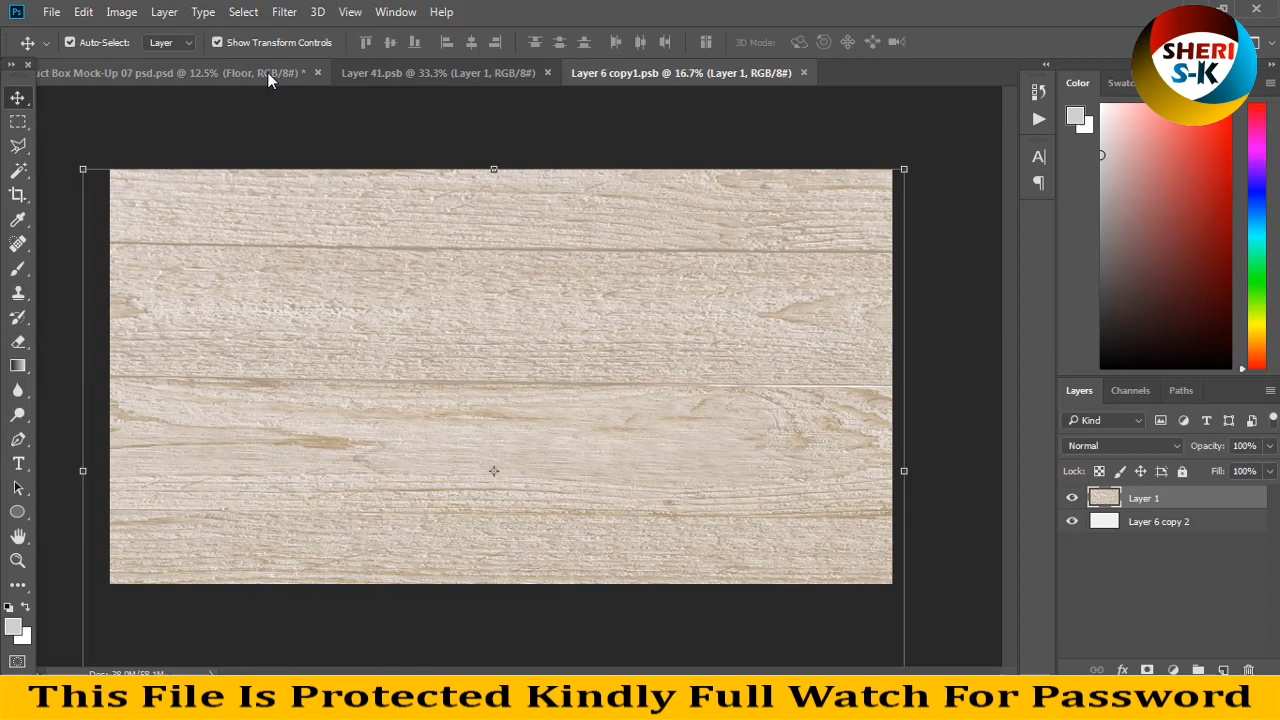 Ps File Edit Image Layer Type Select Filter 3D View Window Help
Auto-Select: Layer Show Transform Controls 3D Mode:
SHERI
S-K
uct Box Mock-Up 07 psd.psd @ 12.5% (Floor, RGB/8#) * Layer 41.psb @ 33.3% (Layer 1, RGB/8#) Layer 6 copy1.psb @ 16.7% (Layer 1, RGB/8#)
Color Swatc
Layers Channels Paths
Kind
Normal Opacity: 100%
Lock: Fill: 100%
Layer 1
Layer 6 copy 2
This File Is Protected Kindly Full Watch For Password